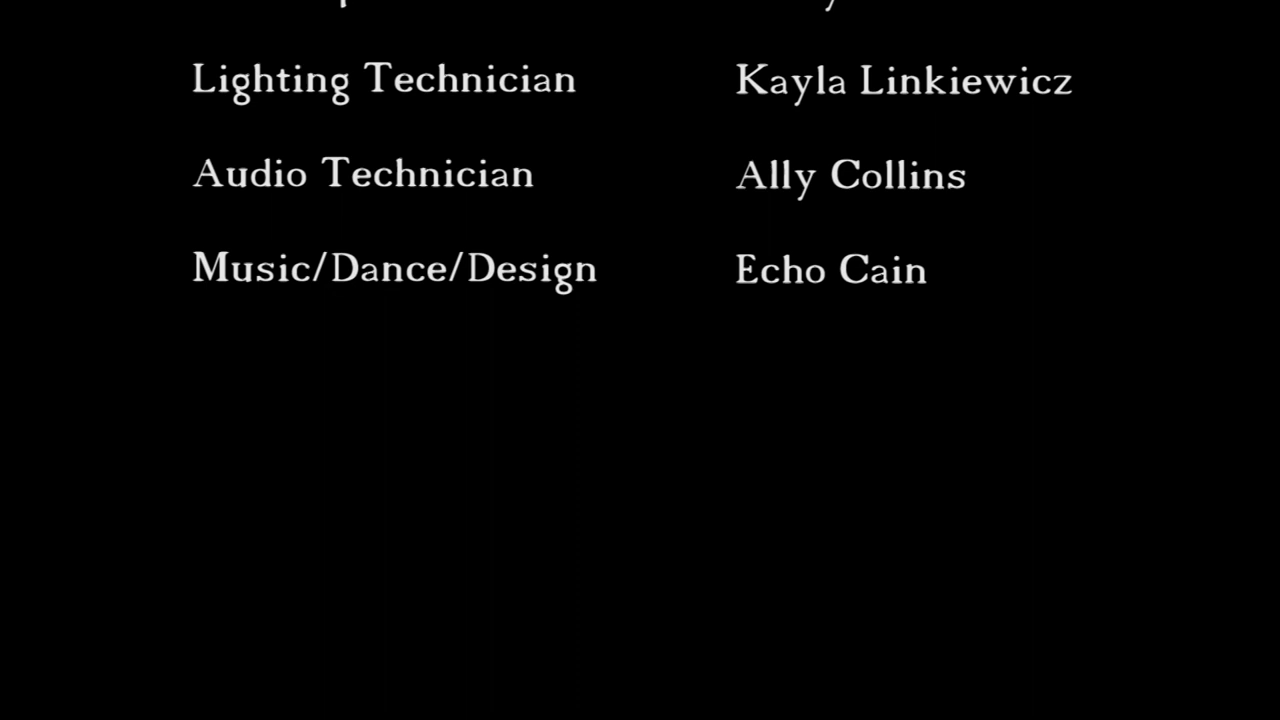 Lighting Technician Kayla Linkiewicz
Audio Technician Ally Collins
Music/Dance/Design Echo Cain